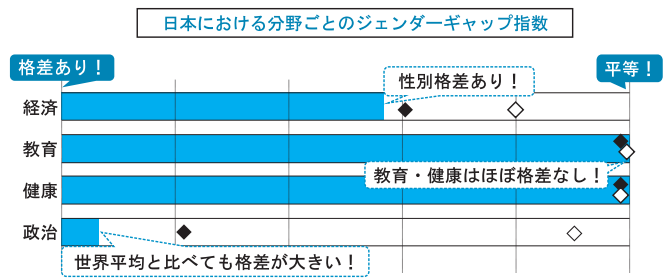 日本における分野ごとのジェンダーギャップ指数
格差あり！
平等！
性別格差あり！
経済
教育
教育・健康はほぼ格差なし！
健康
政治
世界平均と比べても格差が大きい！